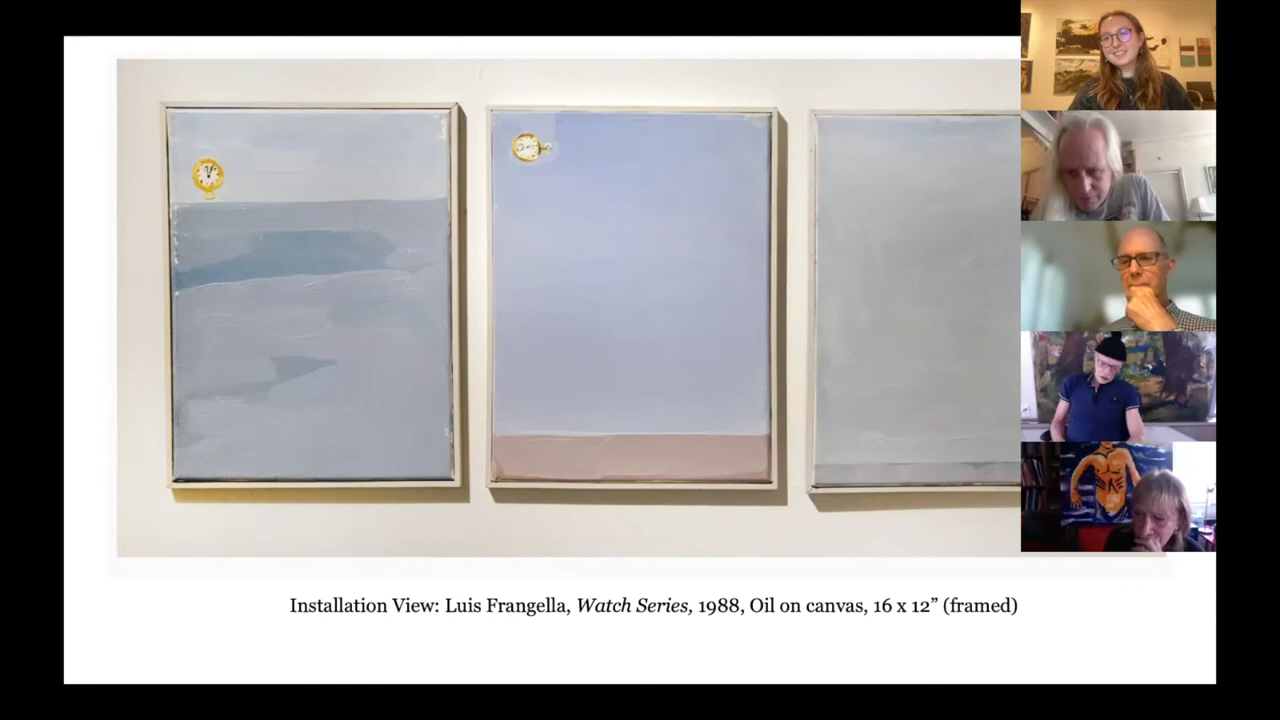 Installation View: Luis Frangella, Watch Series, 1988, Oil on canvas, 16 x 12” (framed)